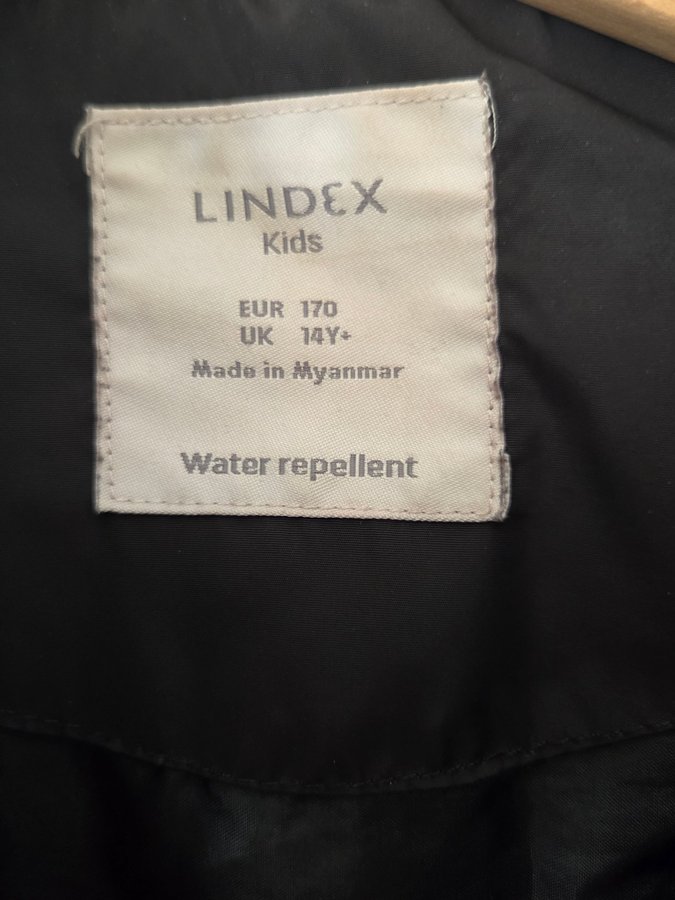 LINDEX
Kids
EUR 170
UK 14Y+
Made in Myanmar
Water repellent